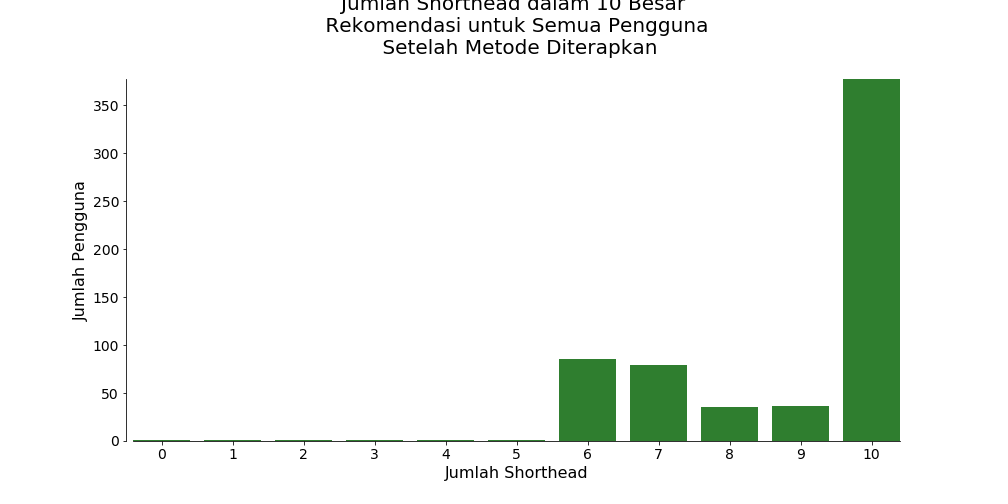 Jumlah Shorthead dalam 10 Besar
Rekomendasi untuk Semua Pengguna
Setelah Metode Diterapkan
350
300
250
200
150
100
50
0
Jumlah Pengguna
0 1 2 3 4 5 6 7 8 9 10
Jumlah Shorthead